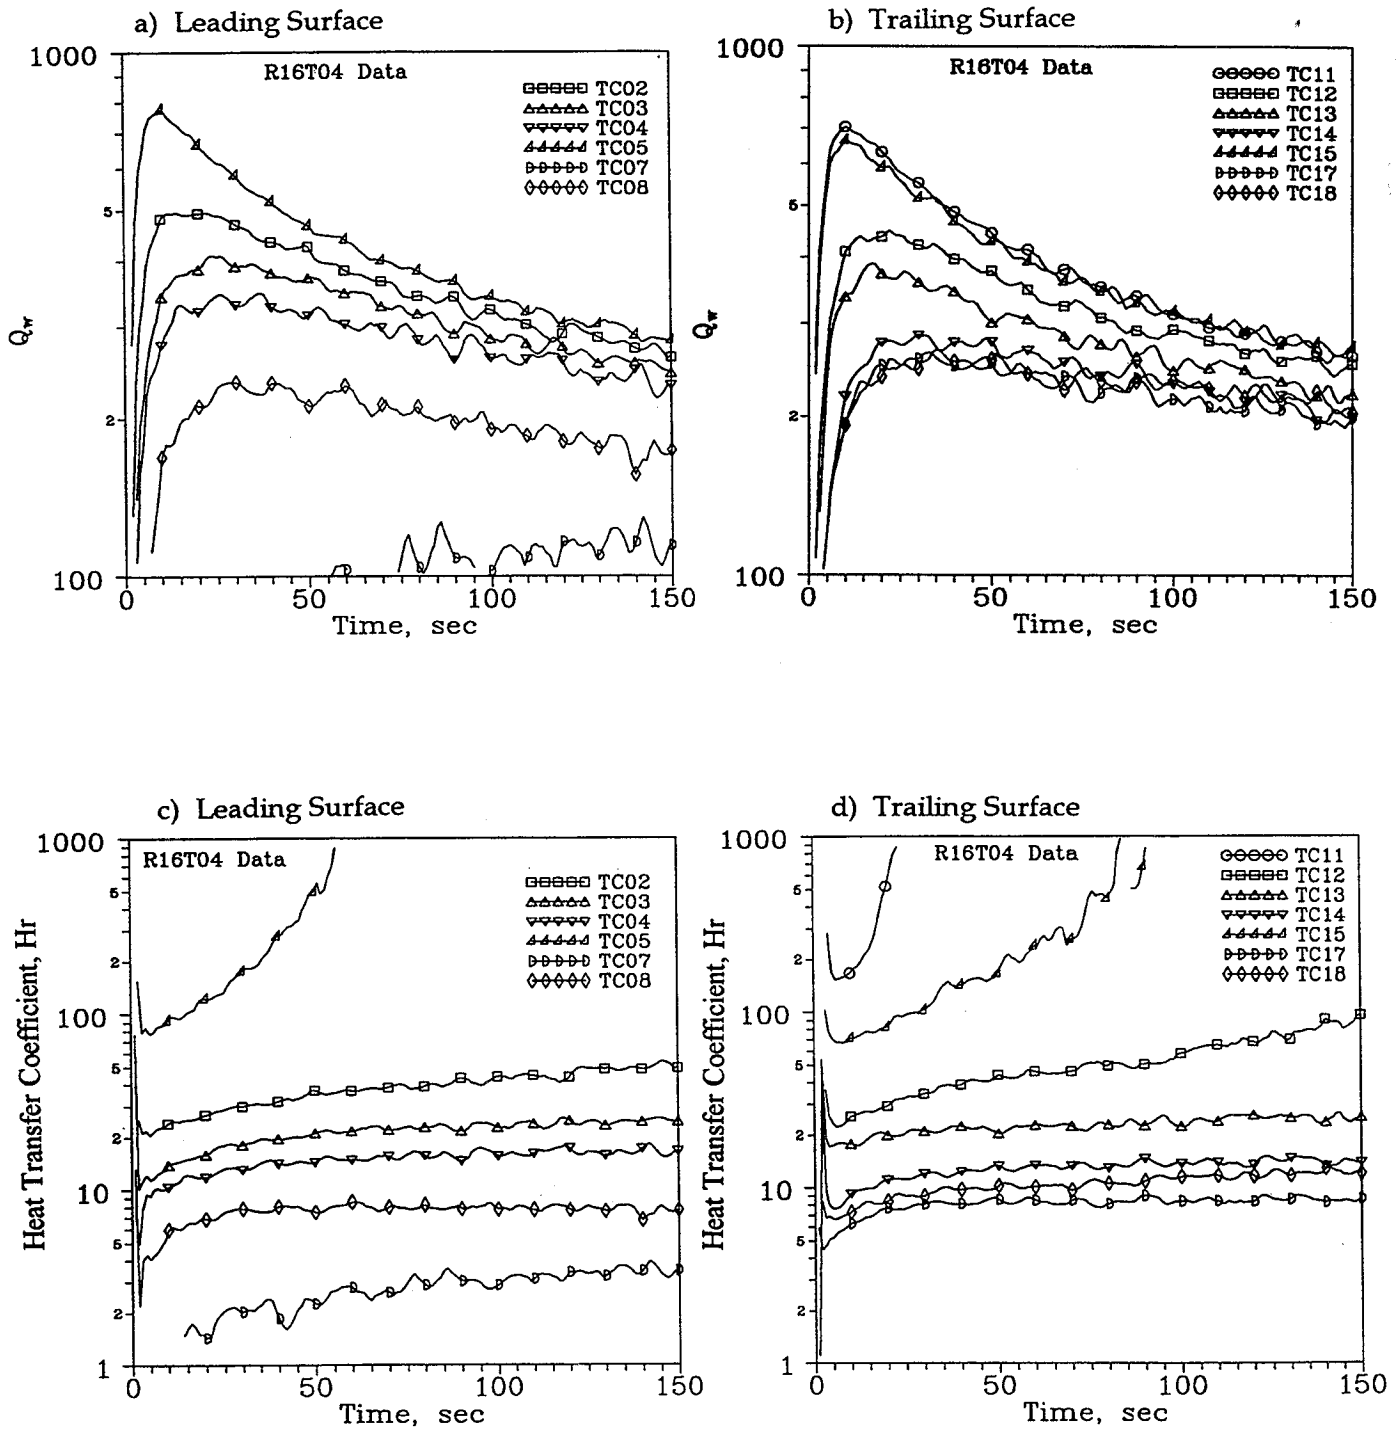 a) Leading Surface
1000
R16T04 Data
TC02
TC03
TC04
TC05
TC07
TC08
5
Qw
2
100
0
50
100
150
Time, sec
b) Trailing Surface
1000
R16T04 Data
TC11
TC12
TC13
TC14
TC15
TC17
TC18
5
Qw
2
100
0
50
100
150
Time, sec
c) Leading Surface
1000
R16T04 Data
TC02
TC03
TC04
TC05
TC07
TC08
5
2
100
5
2
10
5
2
1
Heat Transfer Coefficient, Hr
0
50
100
150
Time, sec
d) Trailing Surface
1000
R16T04 Data
TC11
TC12
TC13
TC14
TC15
TC17
TC18
5
2
100
5
2
10
5
2
1
Heat Transfer Coefficient, Hr
0
50
100
150
Time, sec